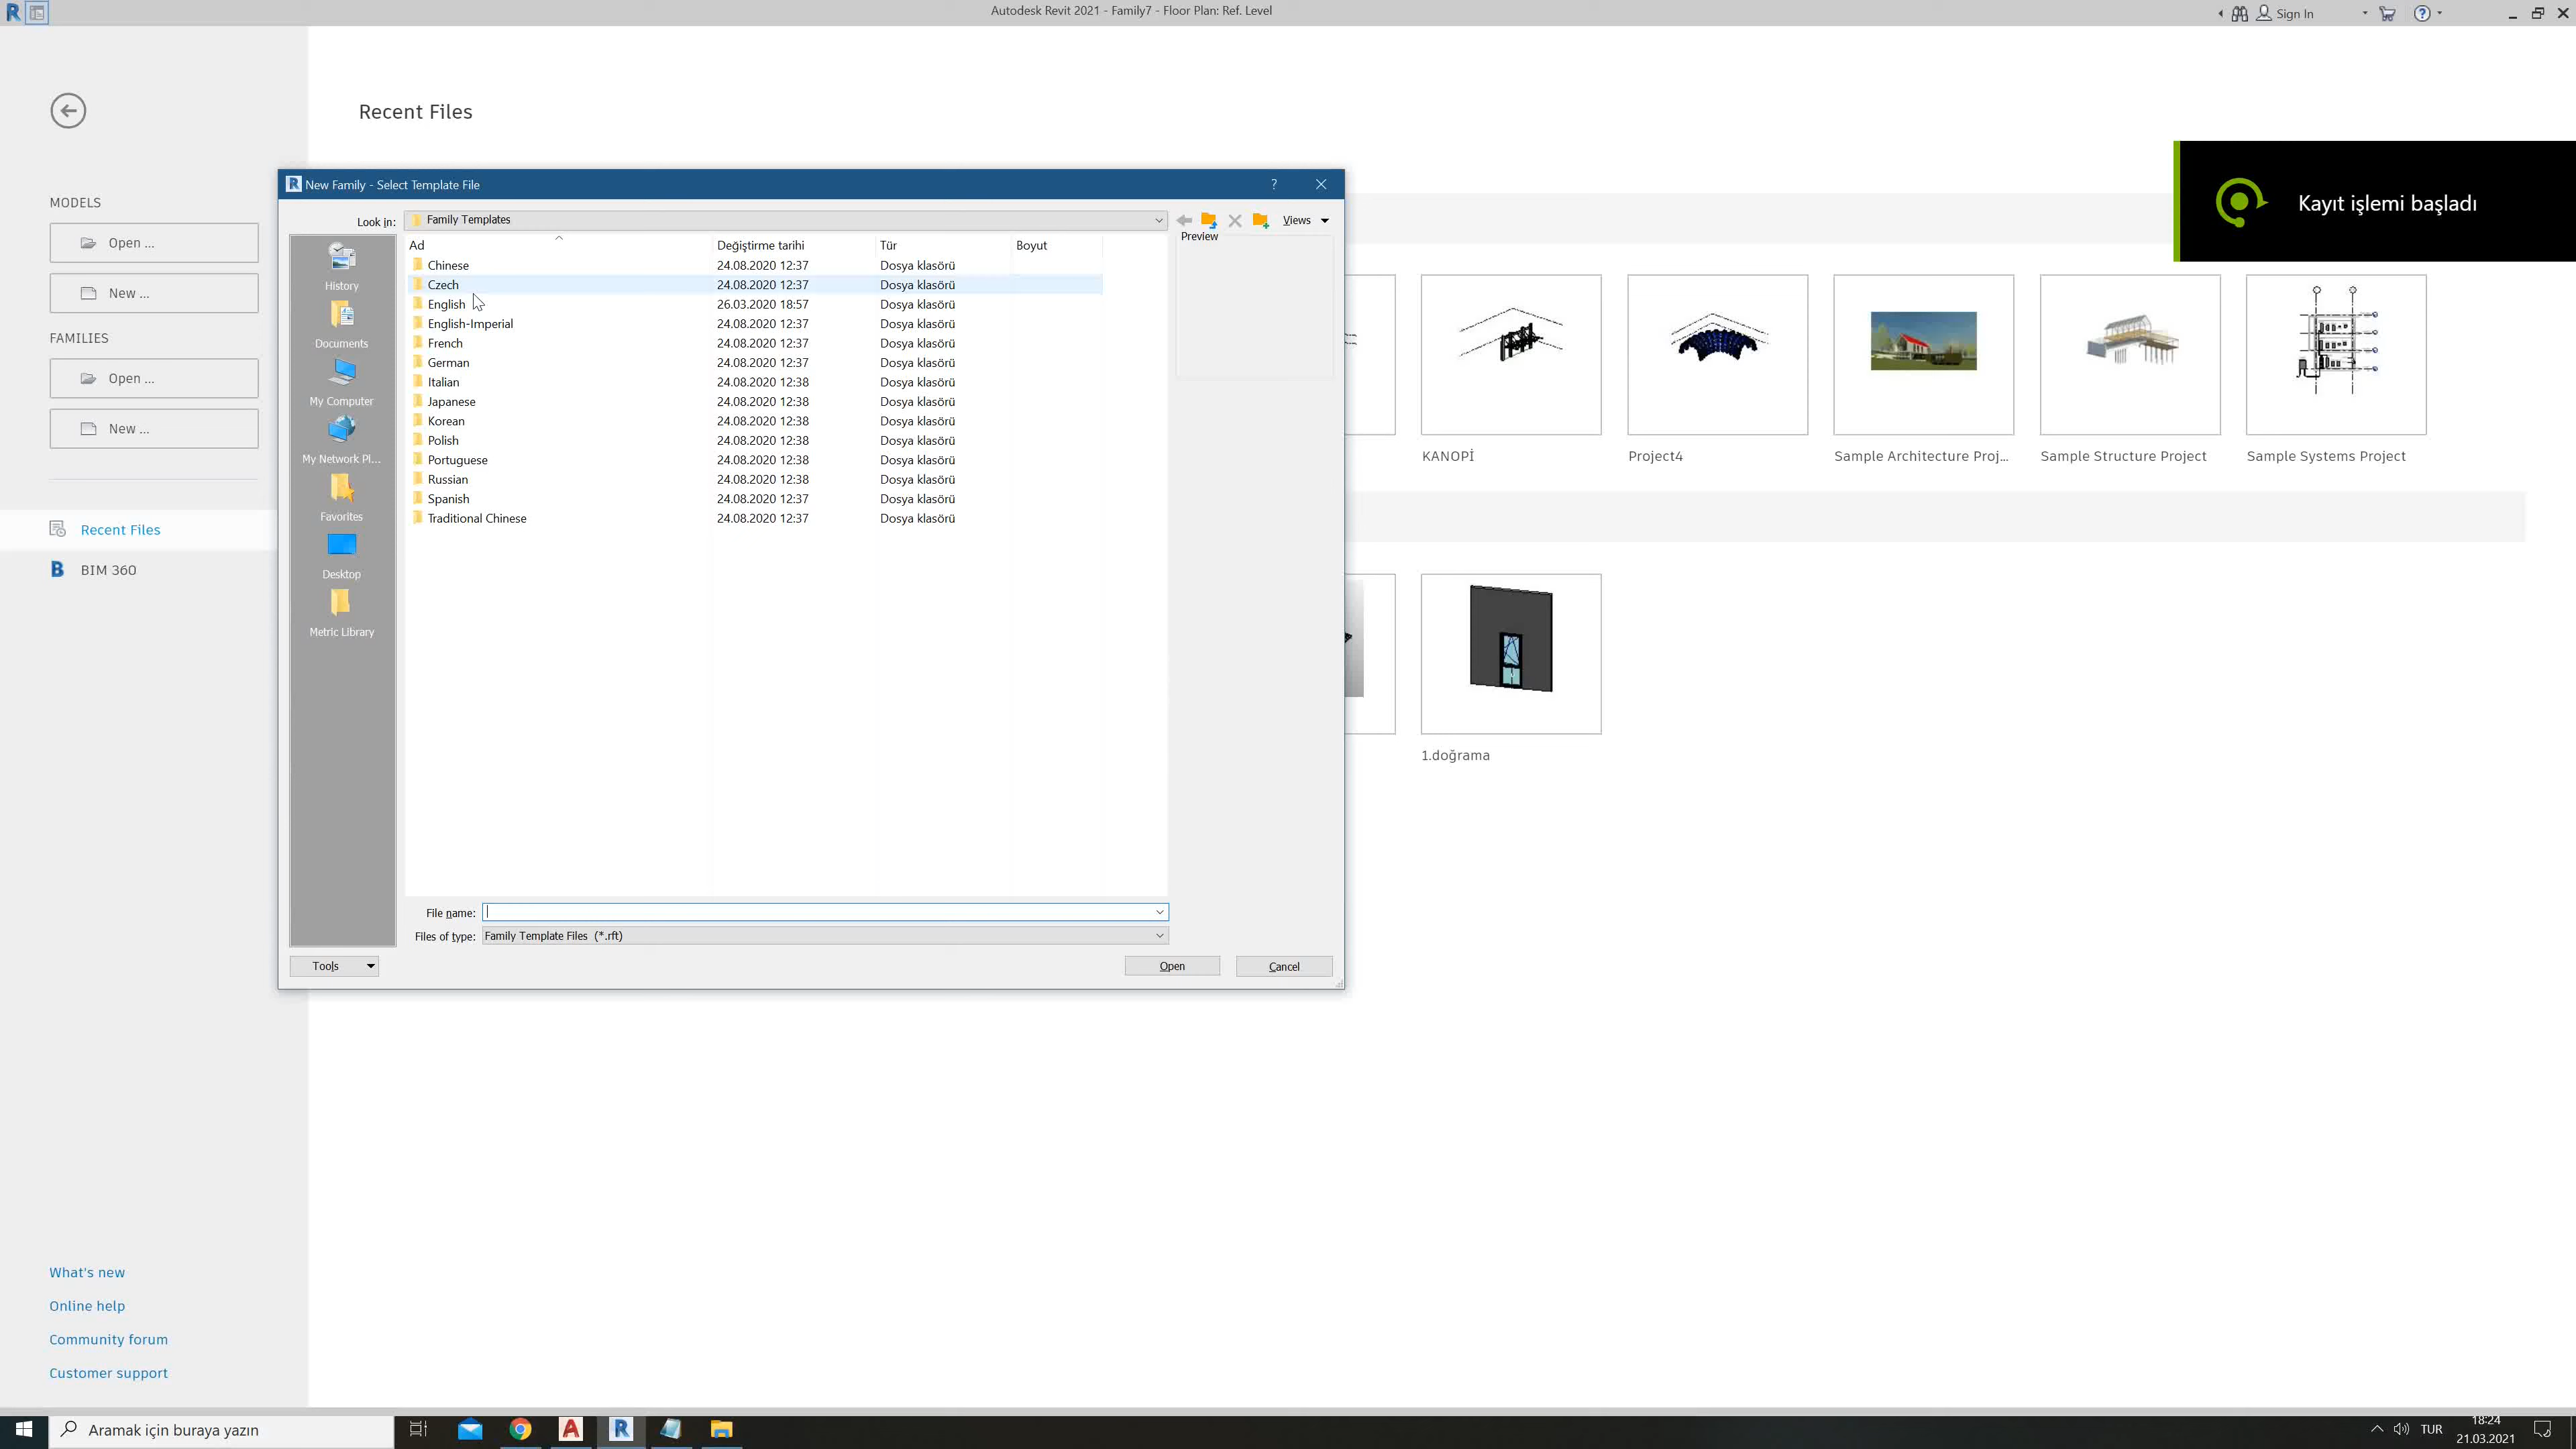 Autodesk Revit 2021 - Family7 - Floor Plan: Ref. Level
Sign In
Recent Files
Kayıt işlemi başladı
MODELS
Open ...
New ...
FAMILIES
Open ...
New ...
Recent Files
BIM 360
What's new
Online help
Community forum
Customer support
New Family - Select Template File
Look in:
Family Templates
Views
Preview
History
Documents
My Computer
My Network Pl...
Favorites
Desktop
Metric Library
Ad Değiştirme tarihi Tür Boyut
Chinese 24.08.2020 12:37 Dosya klasörü
Czech 24.08.2020 12:37 Dosya klasörü
English 26.03.2020 18:57 Dosya klasörü
English-Imperial 24.08.2020 12:37 Dosya klasörü
French 24.08.2020 12:37 Dosya klasörü
German 24.08.2020 12:37 Dosya klasörü
Italian 24.08.2020 12:38 Dosya klasörü
Japanese 24.08.2020 12:38 Dosya klasörü
Korean 24.08.2020 12:38 Dosya klasörü
Polish 24.08.2020 12:38 Dosya klasörü
Portuguese 24.08.2020 12:38 Dosya klasörü
Russian 24.08.2020 12:38 Dosya klasörü
Spanish 24.08.2020 12:37 Dosya klasörü
Traditional Chinese 24.08.2020 12:37 Dosya klasörü
File name:
Files of type: Family Template Files (*.rft)
Tools
Open
Cancel
KANOPİ
Project4
Sample Architecture Proj...
Sample Structure Project
Sample Systems Project
1.doğrama
Aramak için buraya yazın
TUR
18:24
21.03.2021